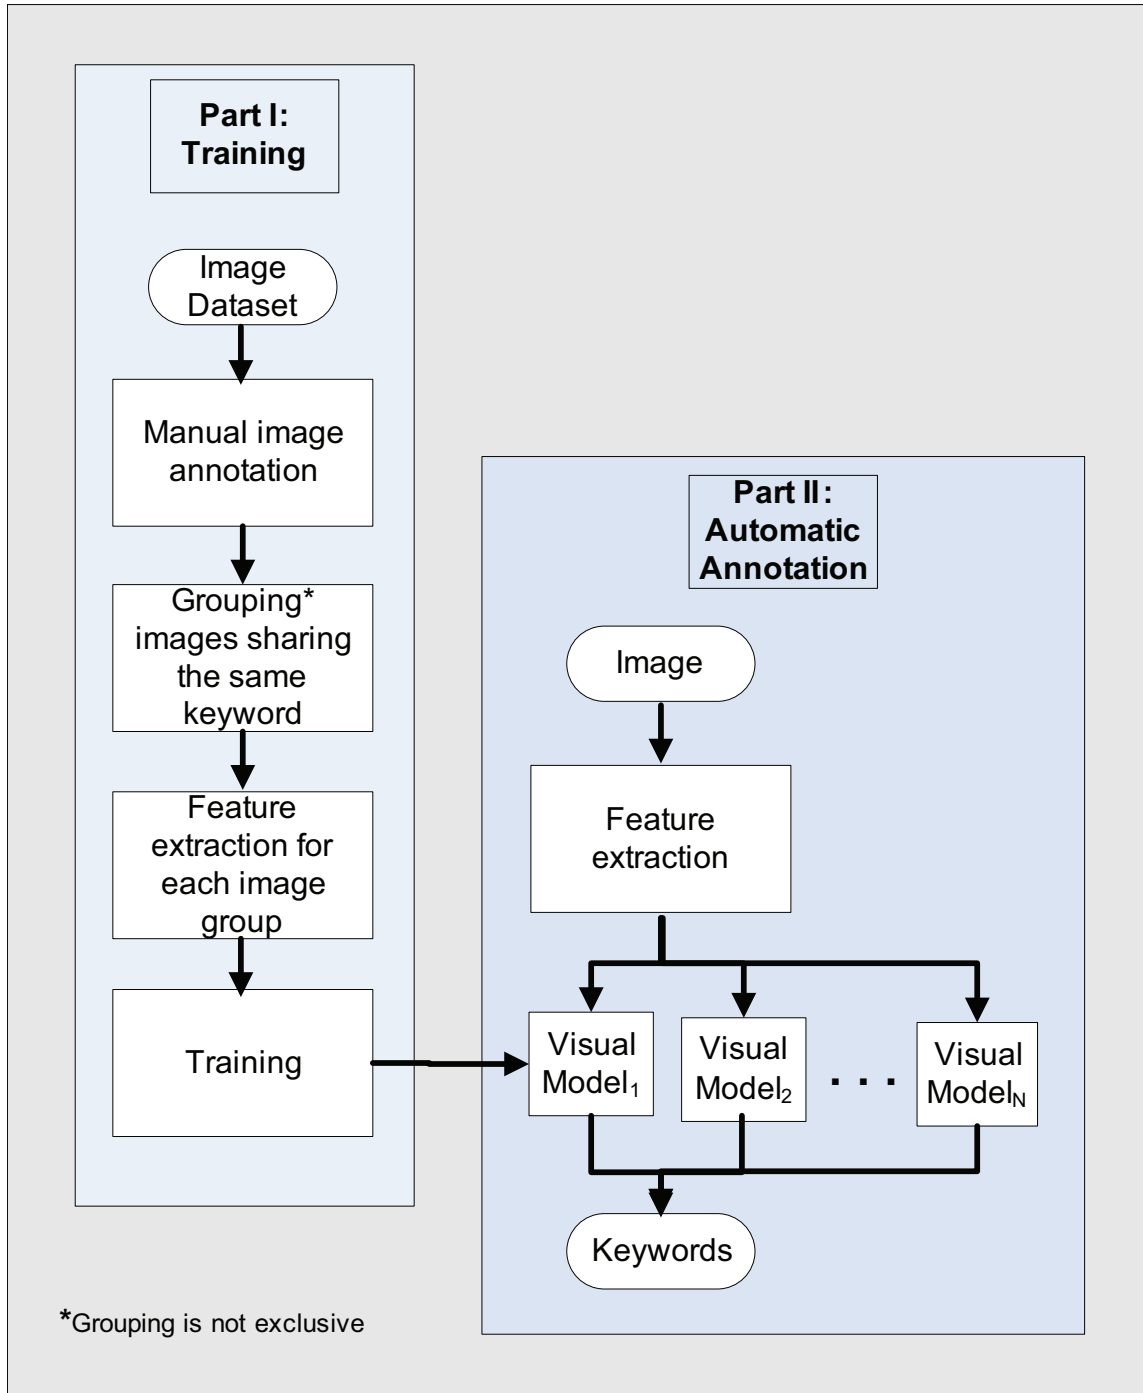 Part I:
Training
Image
Dataset
Manual image
annotation
Grouping*
images sharing
the same
keyword
Feature
extraction for
each image
group
Training
Part II:
Automatic
Annotation
Image
Feature
extraction
Visual
Model₁
Visual
Model₂
. . .
Visual
Model_N
Keywords
*Grouping is not exclusive